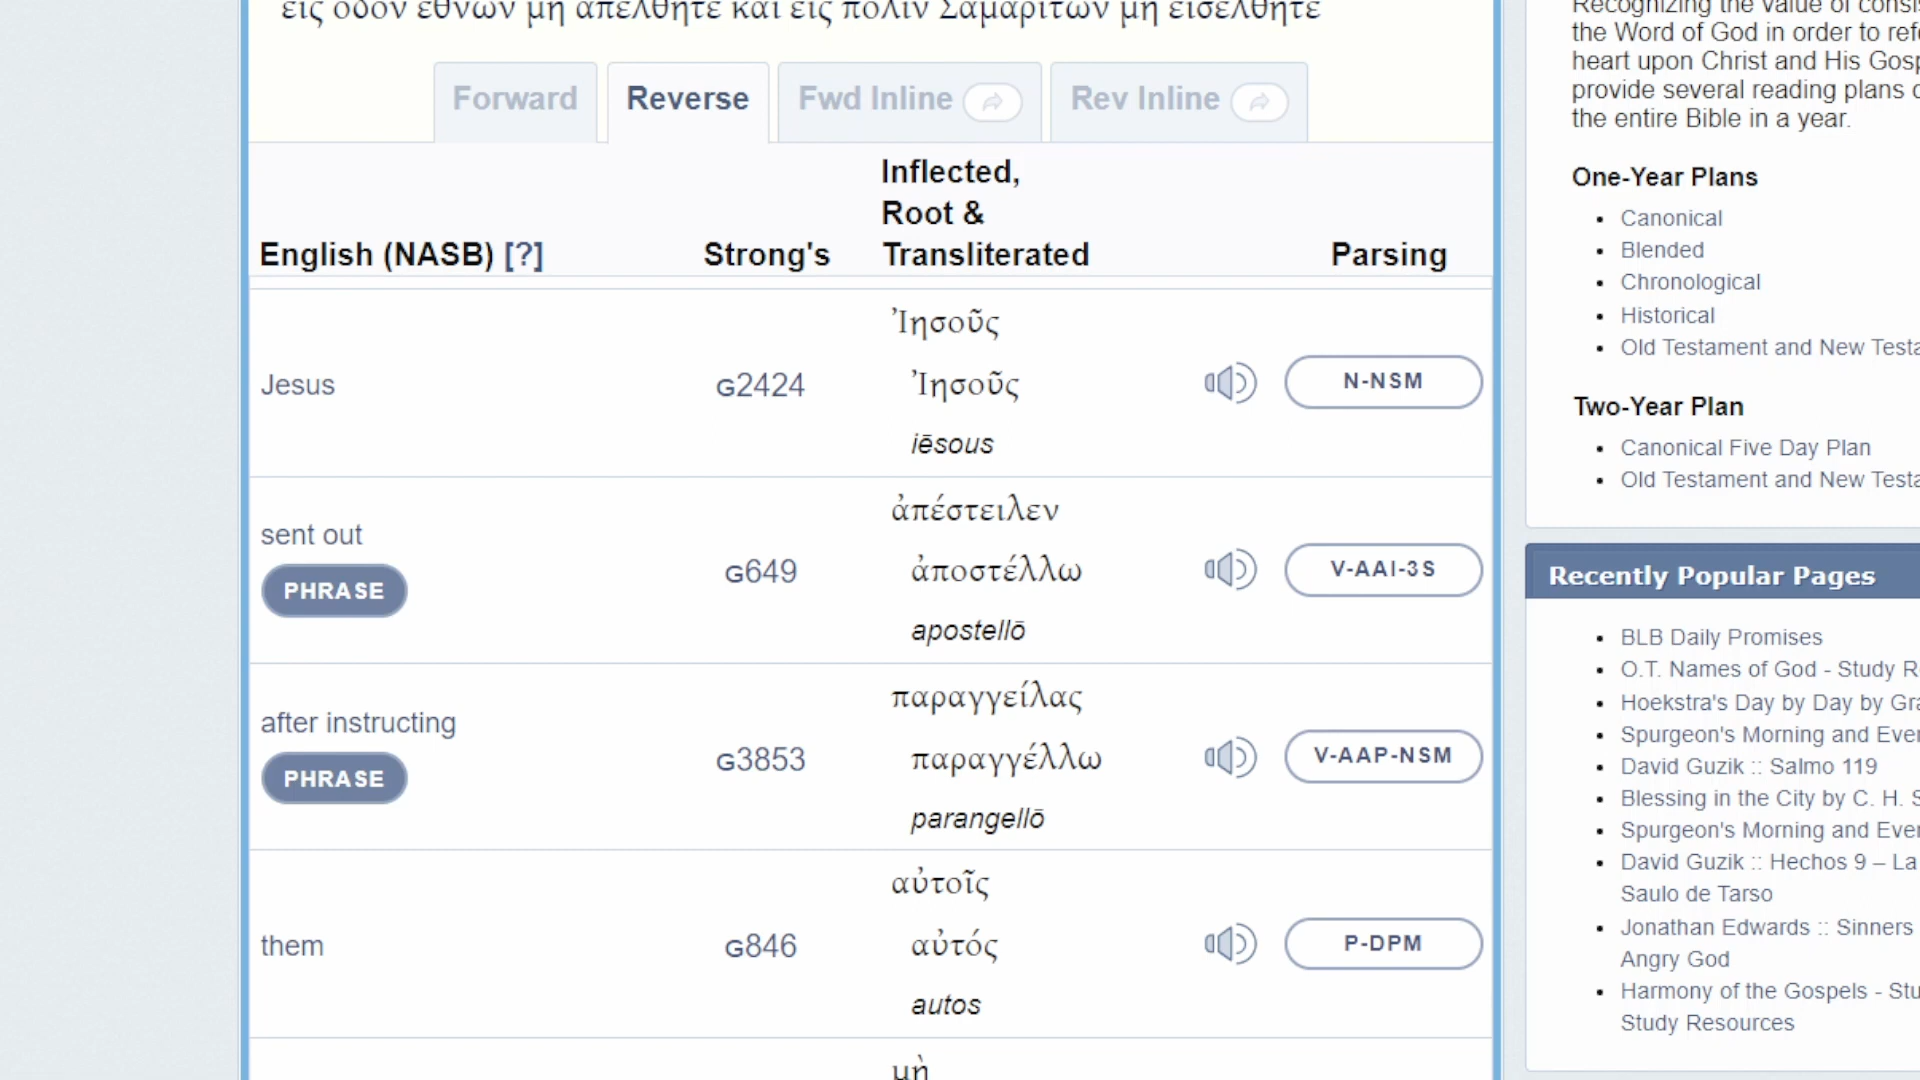 εἰς ὁδὸν ἐθνῶν μὴ ἀπέλθητε καὶ εἰς πόλιν Σαμαριτῶν μὴ εἰσέλθητε
Forward
Reverse
Fwd Inline
Rev Inline
English (NASB) [?]
Strong's
Inflected,
Root &
Transliterated
Parsing
Jesus
G2424
Ἰησοῦς
Ἰησοῦς
iēsous
N-NSM
sent out
PHRASE
G649
ἀπέστειλεν
ἀποστέλλω
apostellō
V-AAI-3S
after instructing
PHRASE
G3853
παραγγείλας
παραγγέλλω
parangellō
V-AAP-NSM
them
G846
αὐτοῖς
αὐτός
autos
P-DPM
μὴ
Recognizing the value of
the Word of God in order to
heart upon Christ and His
provide several reading plans
the entire Bible in a year.
One-Year Plans
Canonical
Blended
Chronological
Historical
Old Testament and New
Two-Year Plan
Canonical Five Day Plan
Old Testament and New
Recently Popular Pages
BLB Daily Promises
O.T. Names of God - Study
Hoekstra's Day by Day by
Spurgeon's Morning and
David Guzik :: Salmo 119
Blessing in the City by C. H.
Spurgeon's Morning and
David Guzik :: Hechos 9 – La
Saulo de Tarso
Jonathan Edwards :: Sinners
Angry God
Harmony of the Gospels -
Study Resources